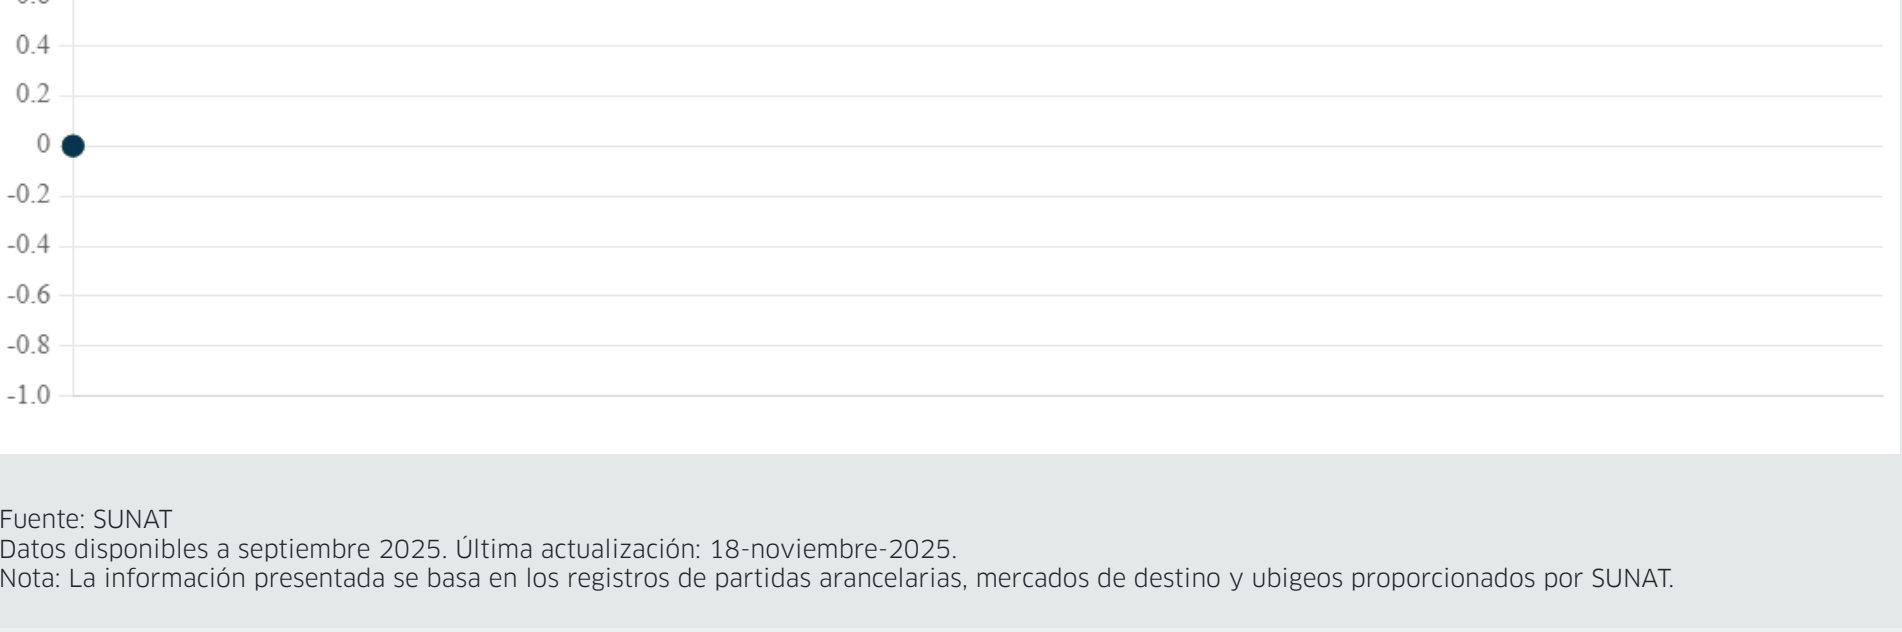 0.4
0.2
0
-0.2
-0.4
-0.6
-0.8
-1.0
Fuente: SUNAT
Datos disponibles a septiembre 2025. Última actualización: 18-noviembre-2025.
Nota: La información presentada se basa en los registros de partidas arancelarias, mercados de destino y ubigeos proporcionados por SUNAT.